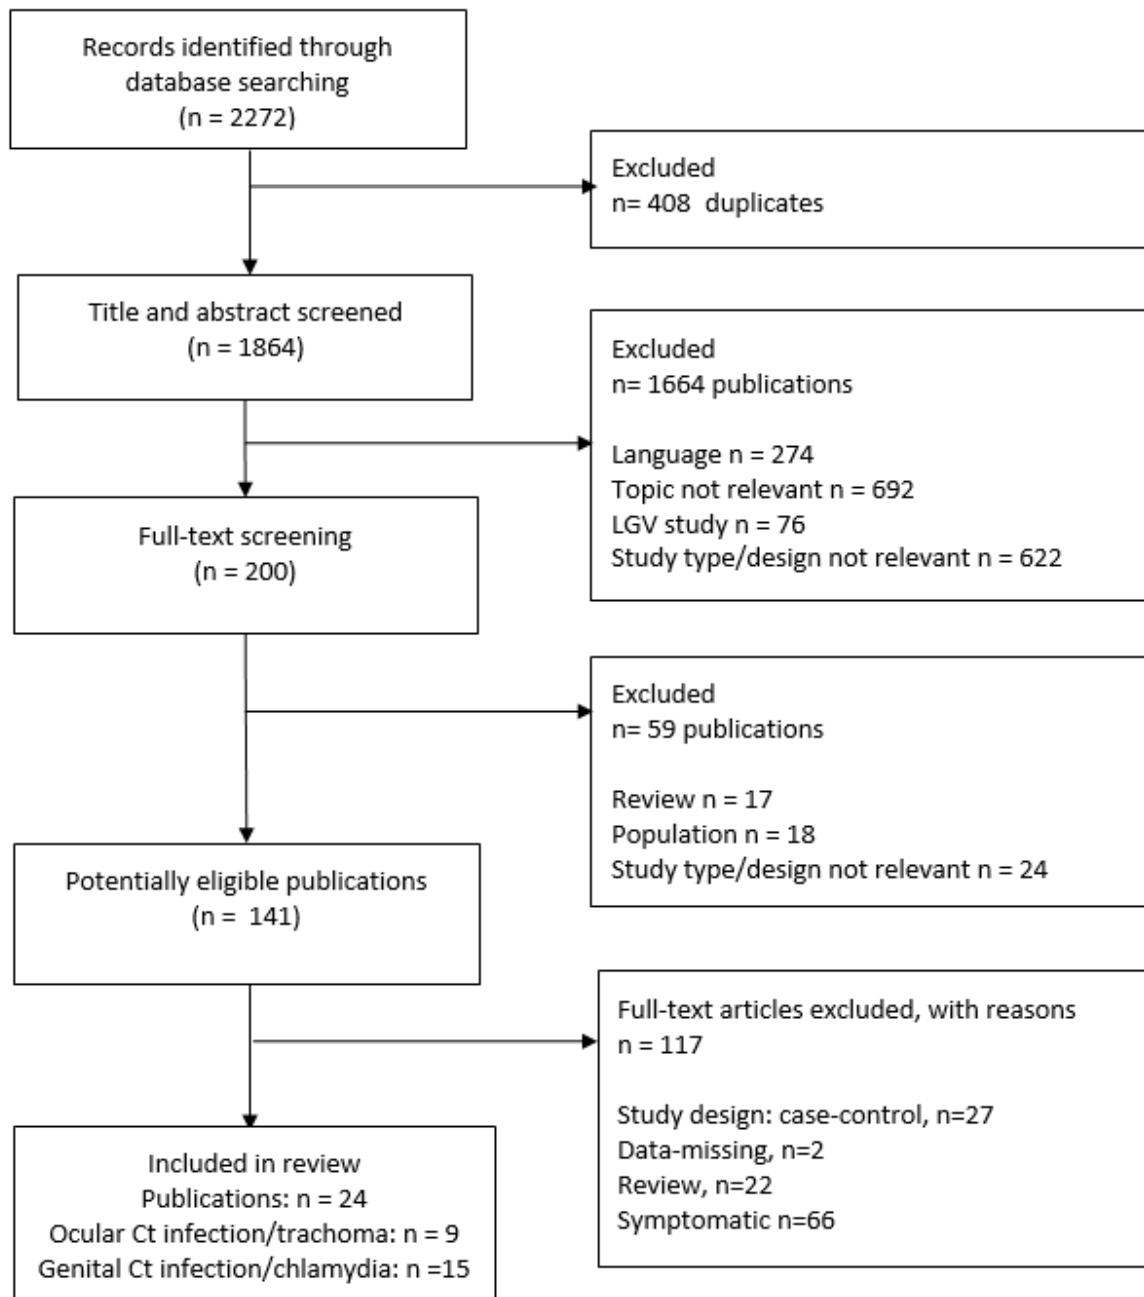 Records identified through
database searching
(n = 2272)
Excluded
n= 408  duplicates
Title and abstract screened
(n = 1864)
Excluded
n= 1664 publications
Language n = 274
Topic not relevant n = 692
LGV study n = 76
Study type/design not relevant n = 622
Full-text screening
(n = 200)
Excluded
n= 59 publications
Review n = 17
Population n = 18
Study type/design not relevant n = 24
Potentially eligible publications
(n =  141)
Full-text articles excluded, with reasons
n = 117
Study design: case-control, n=27
Data-missing, n=2
Review, n=22
Symptomatic n=66
Included in review
Publications: n = 24
Ocular Ct infection/trachoma: n = 9
Genital Ct infection/chlamydia: n =15